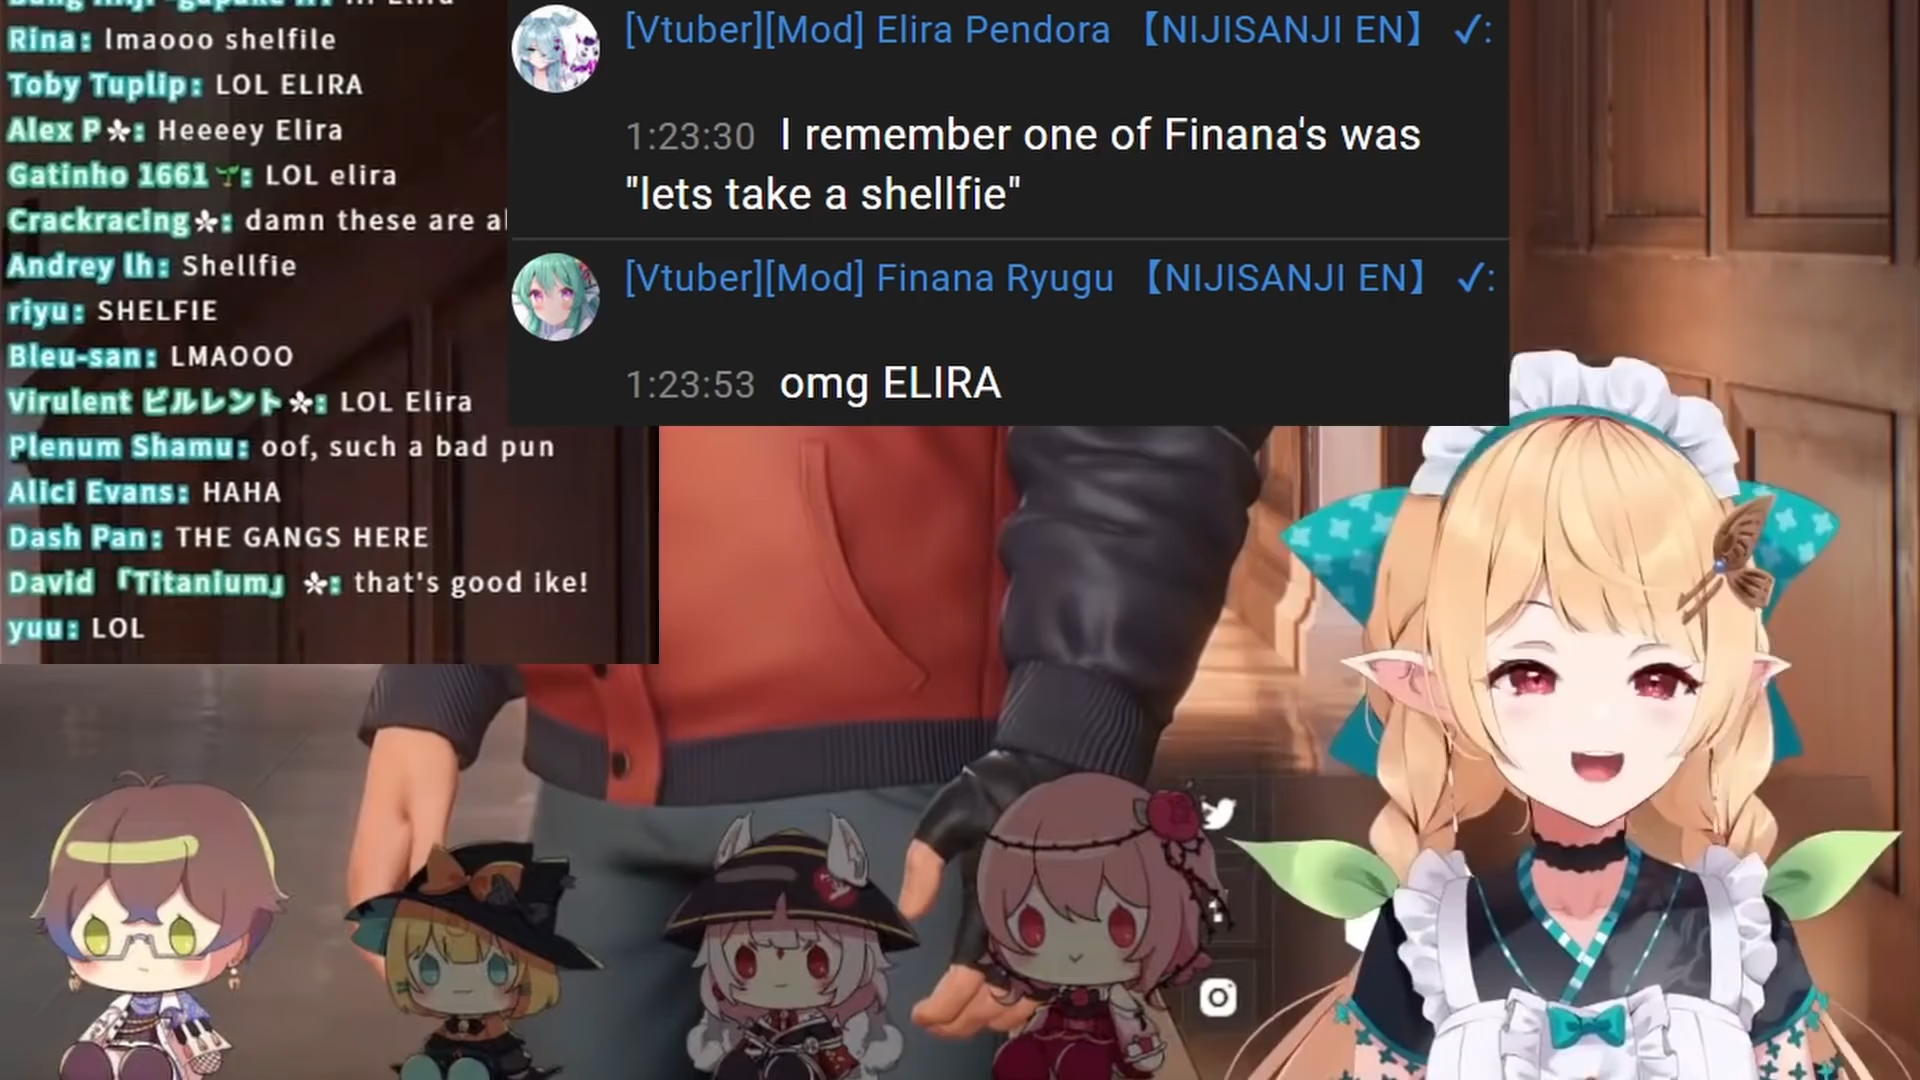 Rina: lmaooo shelfile
Toby Tuplip: LOL ELIRA
Alex P: Heeeey Elira
Gatinho 1661: LOL elira
Crackracing: damn these are
Andrey lh: Shellfie
riyu: SHELFIE
Bleu-san: LMAOOO
Virulent ビルレント: LOL Elira
Plenum Shamu: oof, such a bad pun
Alici Evans: HAHA
Dash Pan: THE GANGS HERE
David 「Titanium」: that's good ike!
yuu: LOL
[Vtuber][Mod] Elira Pendora 【NIJISANJI EN】 ✓:
1:23:30 I remember one of Finana's was
"lets take a shellfie"
[Vtuber][Mod] Finana Ryugu 【NIJISANJI EN】 ✓:
1:23:53 omg ELIRA